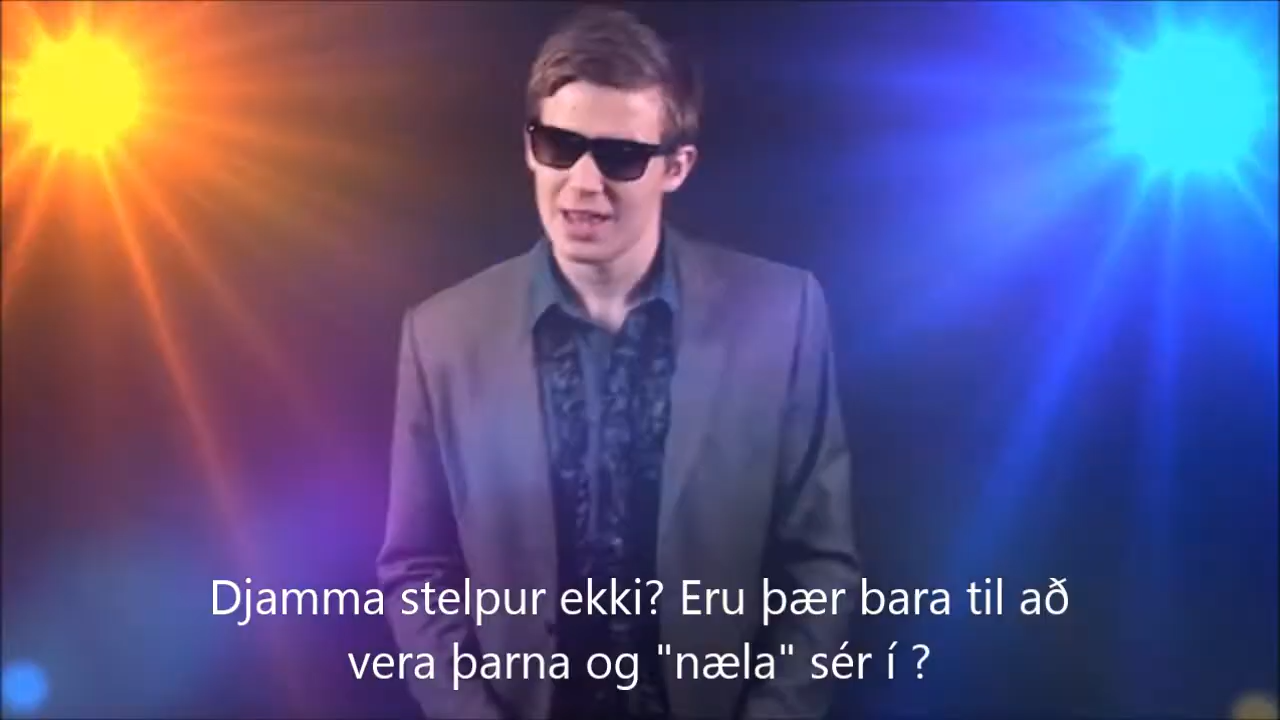 Djamma stelpur ekki? Eru þær bara til að
vera þarna og "næla" sér í ?